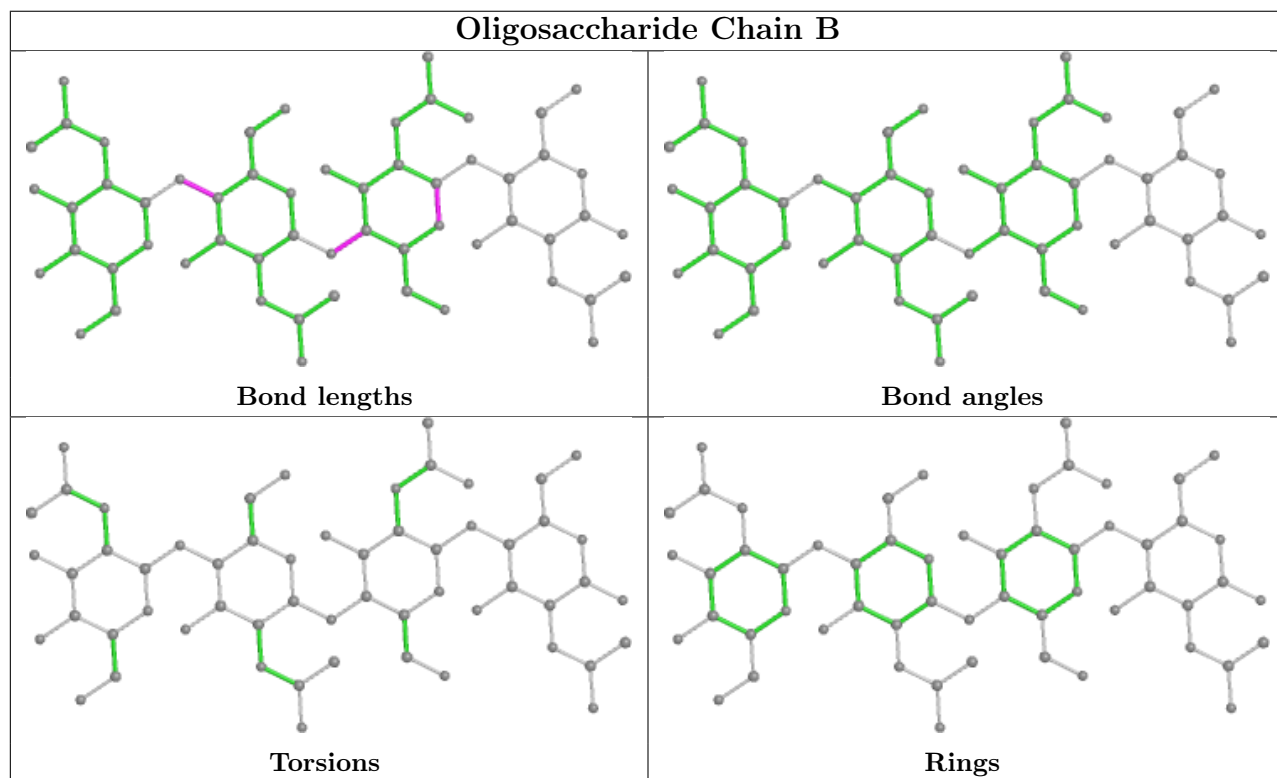 Oligosaccharide Chain B
Bond lengths
Bond angles
Torsions
Rings